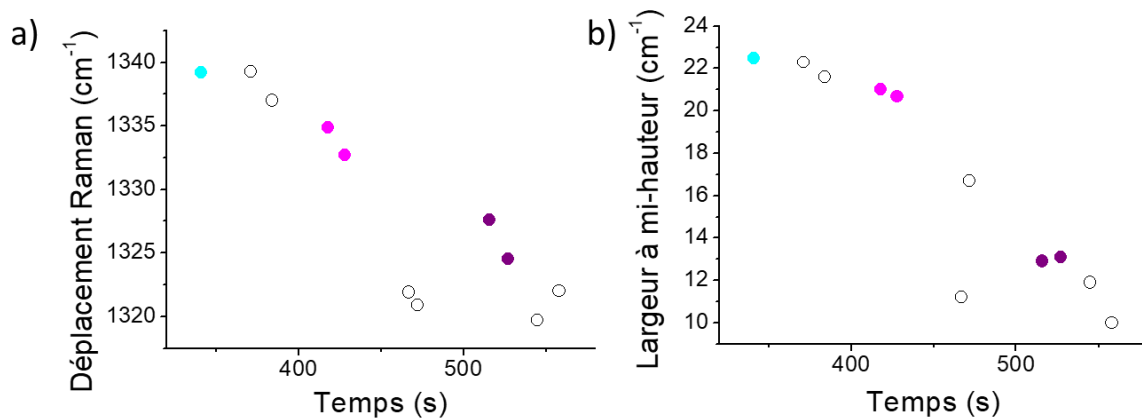 a)
Déplacement Raman (cm⁻¹)
1340
1335
1330
1325
1320
400
500
Temps (s)
b)
Largeur à mi-hauteur (cm⁻¹)
24
22
20
18
16
14
12
10
400
500
Temps (s)